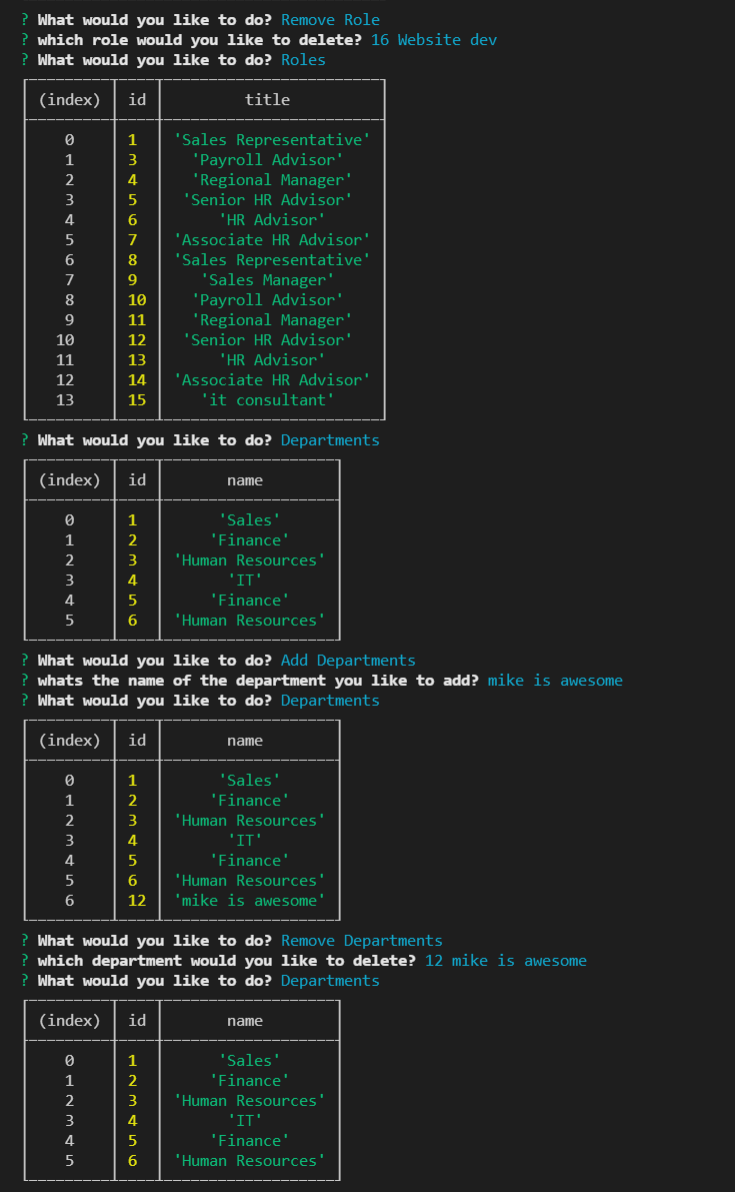 ? What would you like to do? Remove Role
? which role would you like to delete? 16 Website dev
? What would you like to do? Roles
(index) id title
0 1 'Sales Representative'
1 3 'Payroll Advisor'
2 4 'Regional Manager'
3 5 'Senior HR Advisor'
4 6 'HR Advisor'
5 7 'Associate HR Advisor'
6 8 'Sales Representative'
7 9 'Sales Manager'
8 10 'Payroll Advisor'
9 11 'Regional Manager'
10 12 'Senior HR Advisor'
11 13 'HR Advisor'
12 14 'Associate HR Advisor'
13 15 'it consultant'
? What would you like to do? Departments
(index) id name
0 1 'Sales'
1 2 'Finance'
2 3 'Human Resources'
3 4 'IT'
4 5 'Finance'
5 6 'Human Resources'
? What would you like to do? Add Departments
? whats the name of the department you like to add? mike is awesome
? What would you like to do? Departments
(index) id name
0 1 'Sales'
1 2 'Finance'
2 3 'Human Resources'
3 4 'IT'
4 5 'Finance'
5 6 'Human Resources'
6 12 'mike is awesome'
? What would you like to do? Remove Departments
? which department would you like to delete? 12 mike is awesome
? What would you like to do? Departments
(index) id name
0 1 'Sales'
1 2 'Finance'
2 3 'Human Resources'
3 4 'IT'
4 5 'Finance'
5 6 'Human Resources'